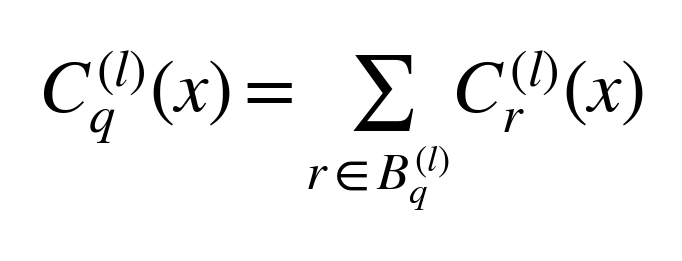 $C_q^{(l)}(x) = \sum_{r \in B_q^{(l)}} C_r^{(l)}(x)$